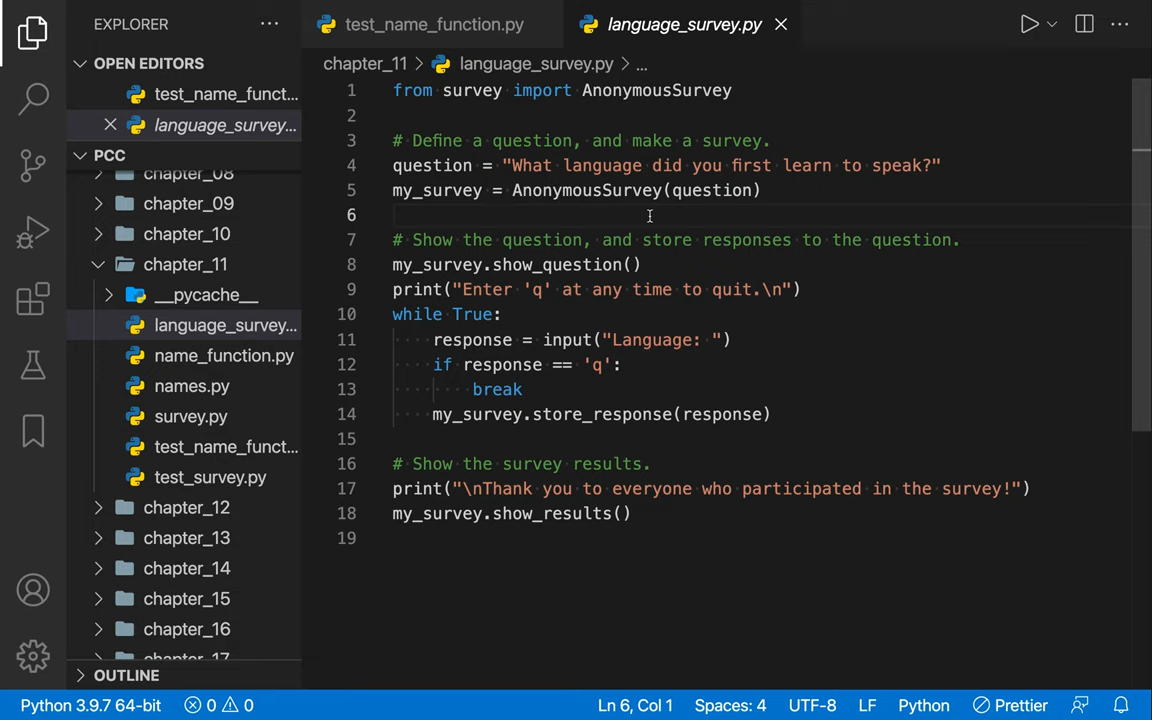 EXPLORER
OPEN EDITORS
test_name_funct...
language_survey...
PCC
chapter_08
chapter_09
chapter_10
chapter_11
__pycache__
language_survey...
name_function.py
names.py
survey.py
test_name_funct...
test_survey.py
chapter_12
chapter_13
chapter_14
chapter_15
chapter_16
chapter_17
OUTLINE
test_name_function.py
language_survey.py
chapter_11 > language_survey.py > ...
1 from survey import AnonymousSurvey
2
3 # Define a question, and make a survey.
4 question = "What language did you first learn to speak?"
5 my_survey = AnonymousSurvey(question)
6
7 # Show the question, and store responses to the question.
8 my_survey.show_question()
9 print("Enter 'q' at any time to quit.\n")
10 while True:
11     response = input("Language: ")
12     if response == 'q':
13         break
14     my_survey.store_response(response)
15
16 # Show the survey results.
17 print("\nThank you to everyone who participated in the survey!")
18 my_survey.show_results()
19
Python 3.9.7 64-bit 0 0 Ln 6, Col 1 Spaces: 4 UTF-8 LF Python Prettier